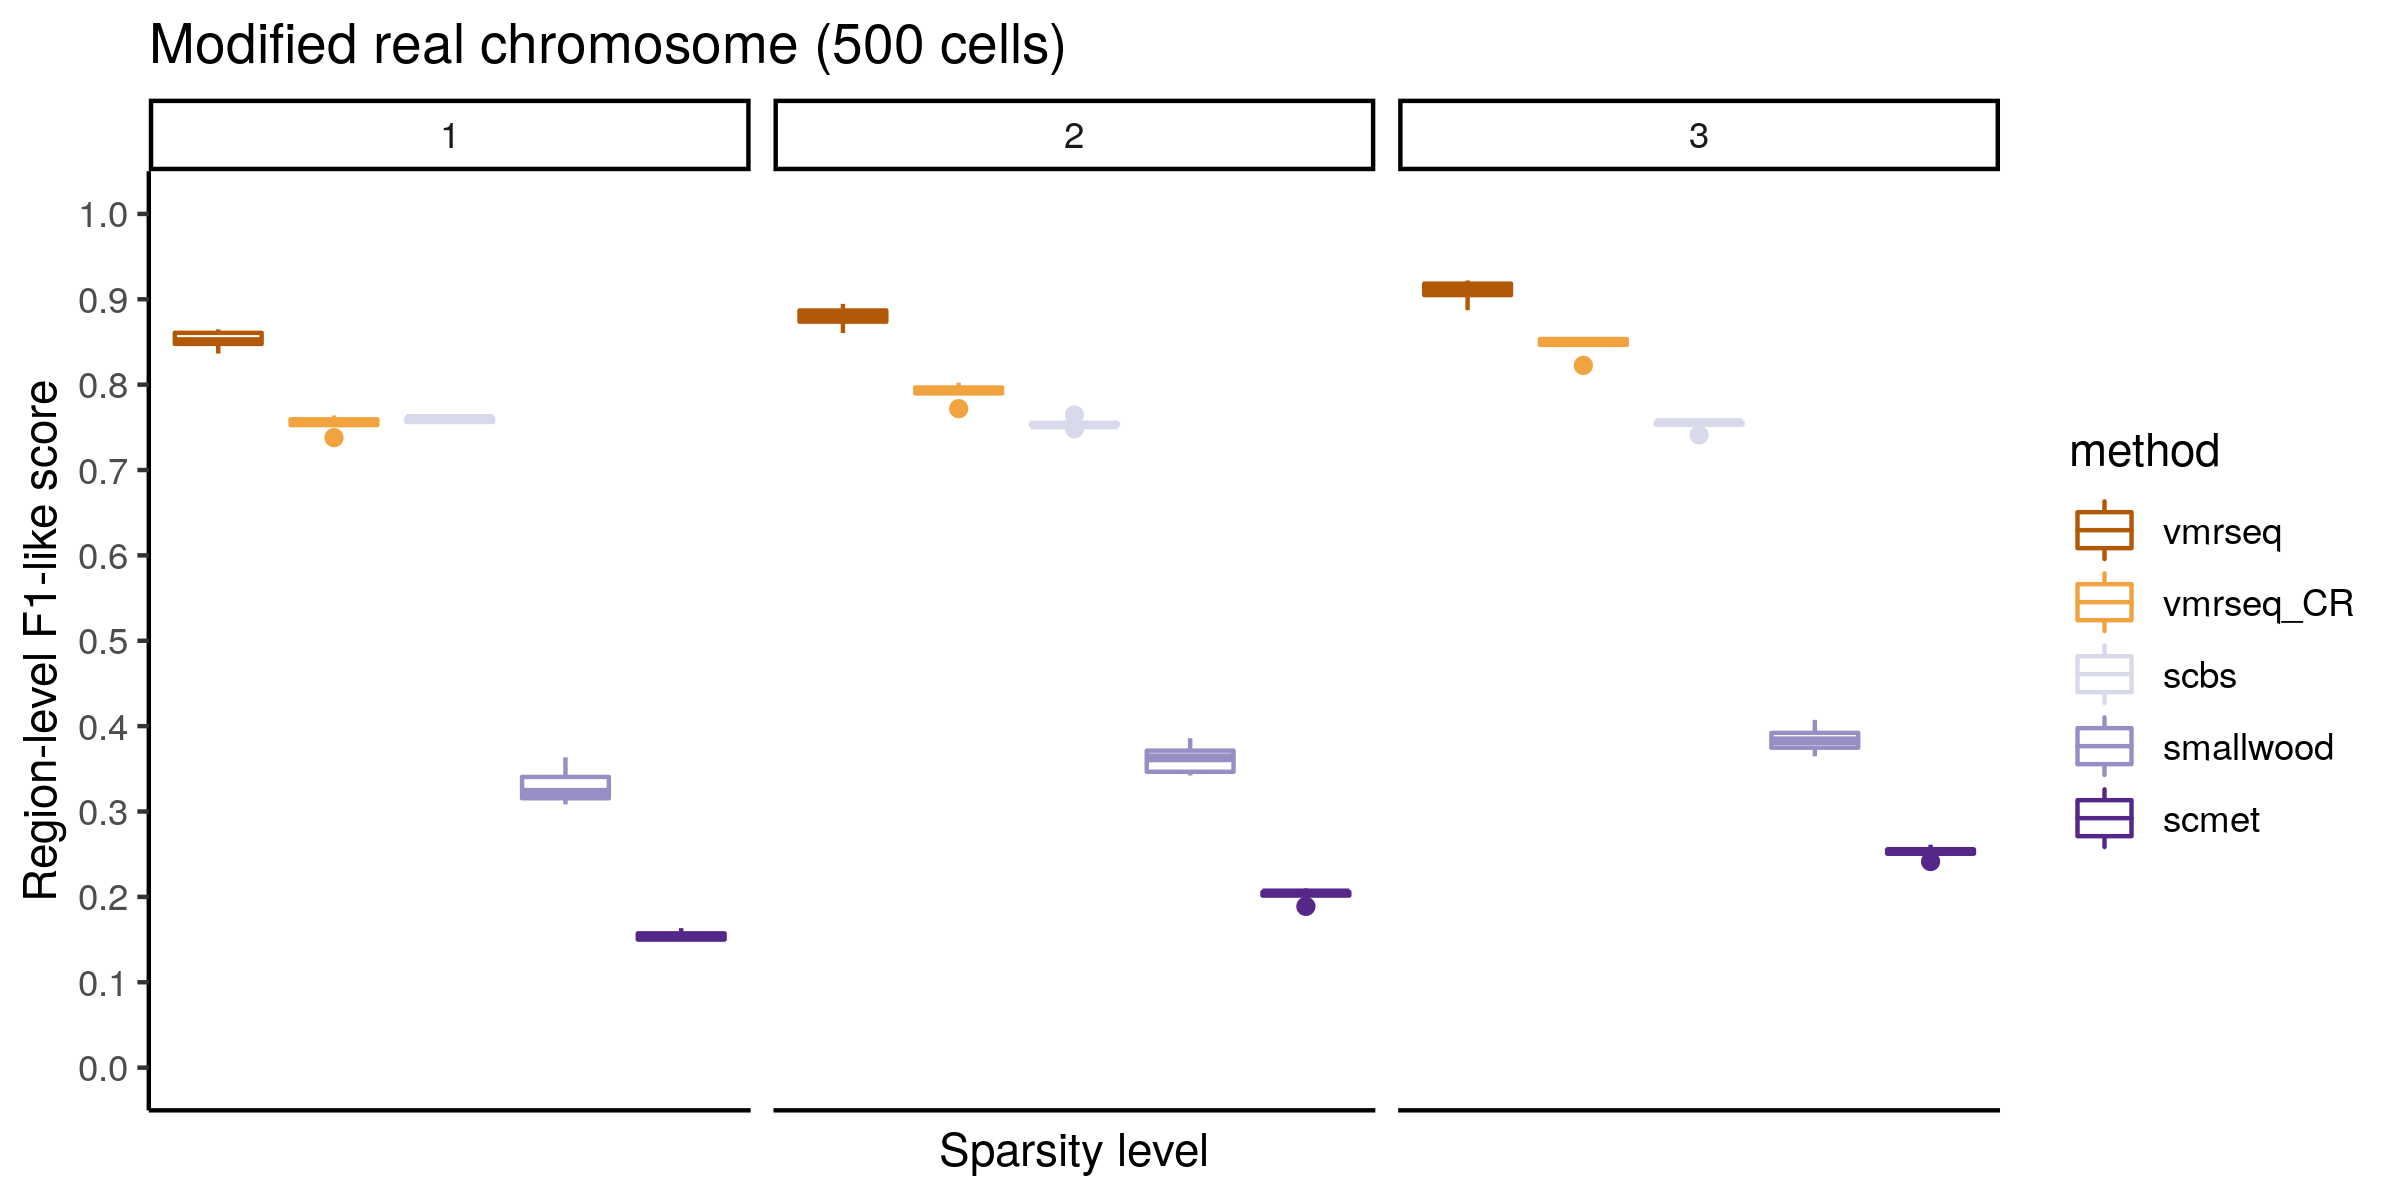 Modified real chromosome (500 cells)
1
2
3
Region-level F1-like score
1.0
0.9
0.8
0.7
0.6
0.5
0.4
0.3
0.2
0.1
0.0
Sparsity level
method
vmrseq
vmrseq_CR
scbs
smallwood
scmet